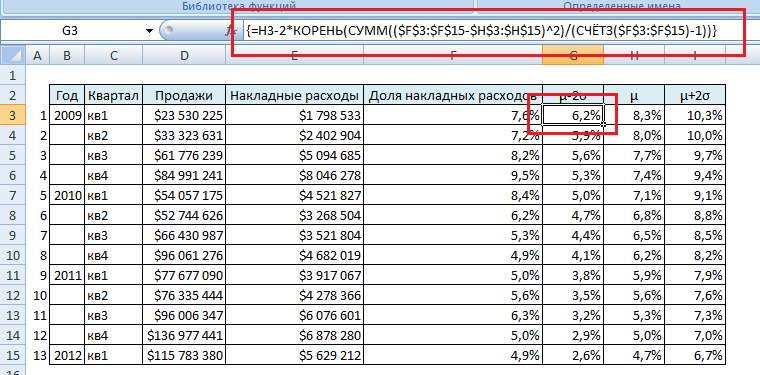 Библиотека функций Определенные имена
G3 fx {=H3-2*КОРЕНЬ(СУММ(($F$3:$F$15-$H$3:$H$15)^2)/(СЧЁТЗ($F$3:$F$15)-1))}
A B C D E F G H I
1
2 Год Квартал Продажи Накладные расходы Доля накладных расходов μ-2σ μ μ+2σ
3 1 2009 кв1 $23 530 225 $1 798 533 7,6% 6,2% 8,3% 10,3%
4 2 кв2 $33 323 631 $2 402 904 7,2% 5,9% 8,0% 10,0%
5 3 кв3 $61 776 239 $5 094 685 8,2% 5,6% 7,7% 9,7%
6 4 кв4 $84 991 241 $8 046 278 9,5% 5,3% 7,4% 9,4%
7 5 2010 кв1 $54 057 175 $4 521 827 8,4% 5,0% 7,1% 9,1%
8 6 кв2 $52 744 626 $3 268 504 6,2% 4,7% 6,8% 8,8%
9 7 кв3 $66 430 987 $3 521 804 5,3% 4,4% 6,5% 8,5%
10 8 кв4 $96 061 276 $4 682 019 4,9% 4,1% 6,2% 8,2%
11 9 2011 кв1 $77 677 090 $3 917 067 5,0% 3,8% 5,9% 7,9%
12 10 кв2 $76 335 444 $4 278 366 5,6% 3,5% 5,6% 7,6%
13 11 кв3 $96 006 347 $6 076 601 6,3% 3,2% 5,3% 7,3%
14 12 кв4 $136 977 441 $6 878 280 5,0% 2,9% 5,0% 7,0%
15 13 2012 кв1 $115 783 380 $5 629 212 4,9% 2,6% 4,7% 6,7%